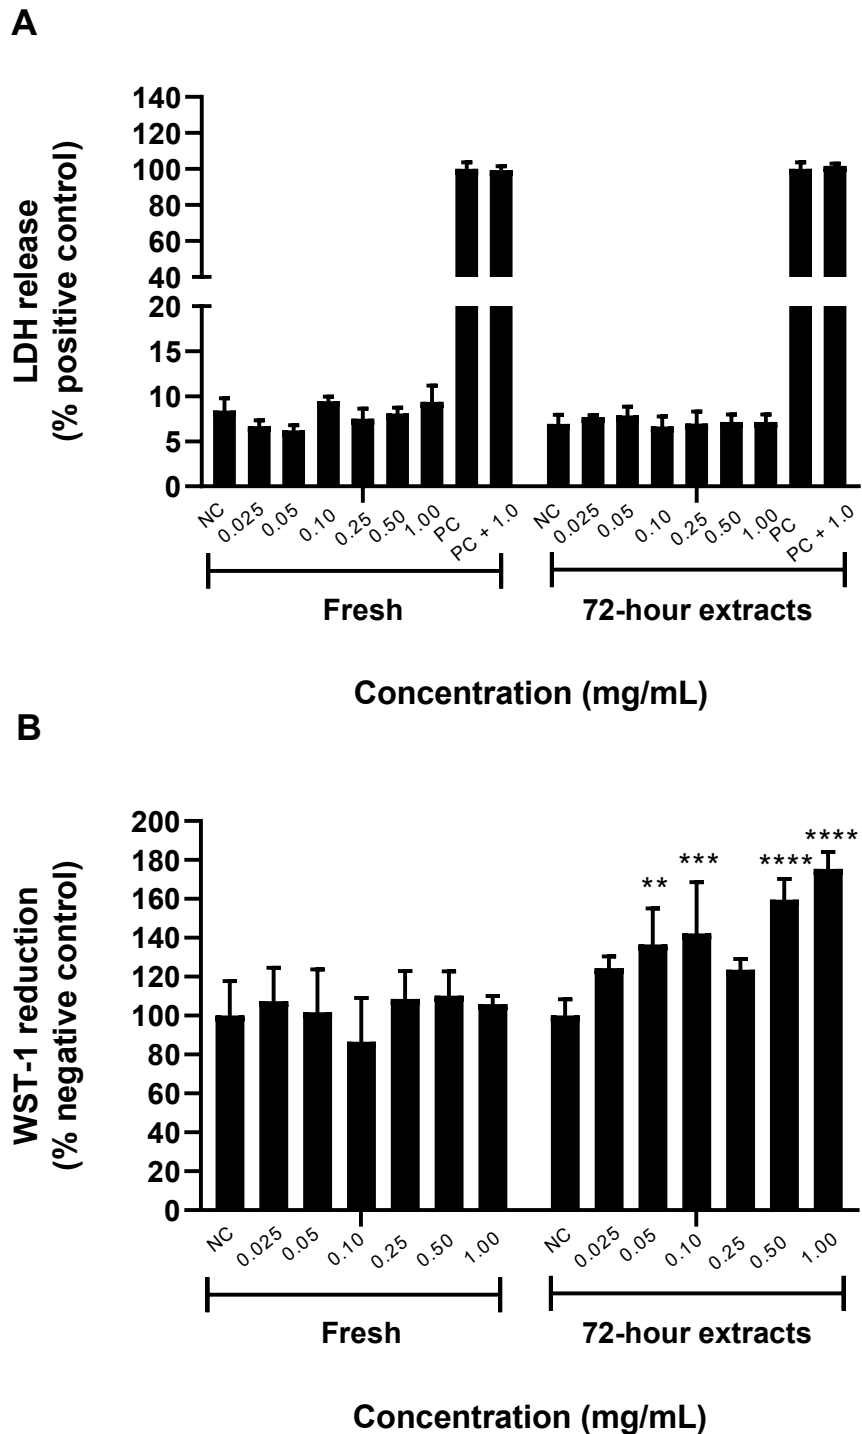 A
LDH release
(% positive control)
140
120
100
80
60
40
20
15
10
5
0
NC 0.025 0.05 0.10 0.25 0.50 1.00 PC PC + 1.0 NC 0.025 0.05 0.10 0.25 0.50 1.00 PC PC + 1.0
Fresh 72-hour extracts
Concentration (mg/mL)
B
WST-1 reduction
(% negative control)
200
180
160
140
120
100
80
60
40
20
0
** *** **** ****
NC 0.025 0.05 0.10 0.25 0.50 1.00 NC 0.025 0.05 0.10 0.25 0.50 1.00
Fresh 72-hour extracts
Concentration (mg/mL)